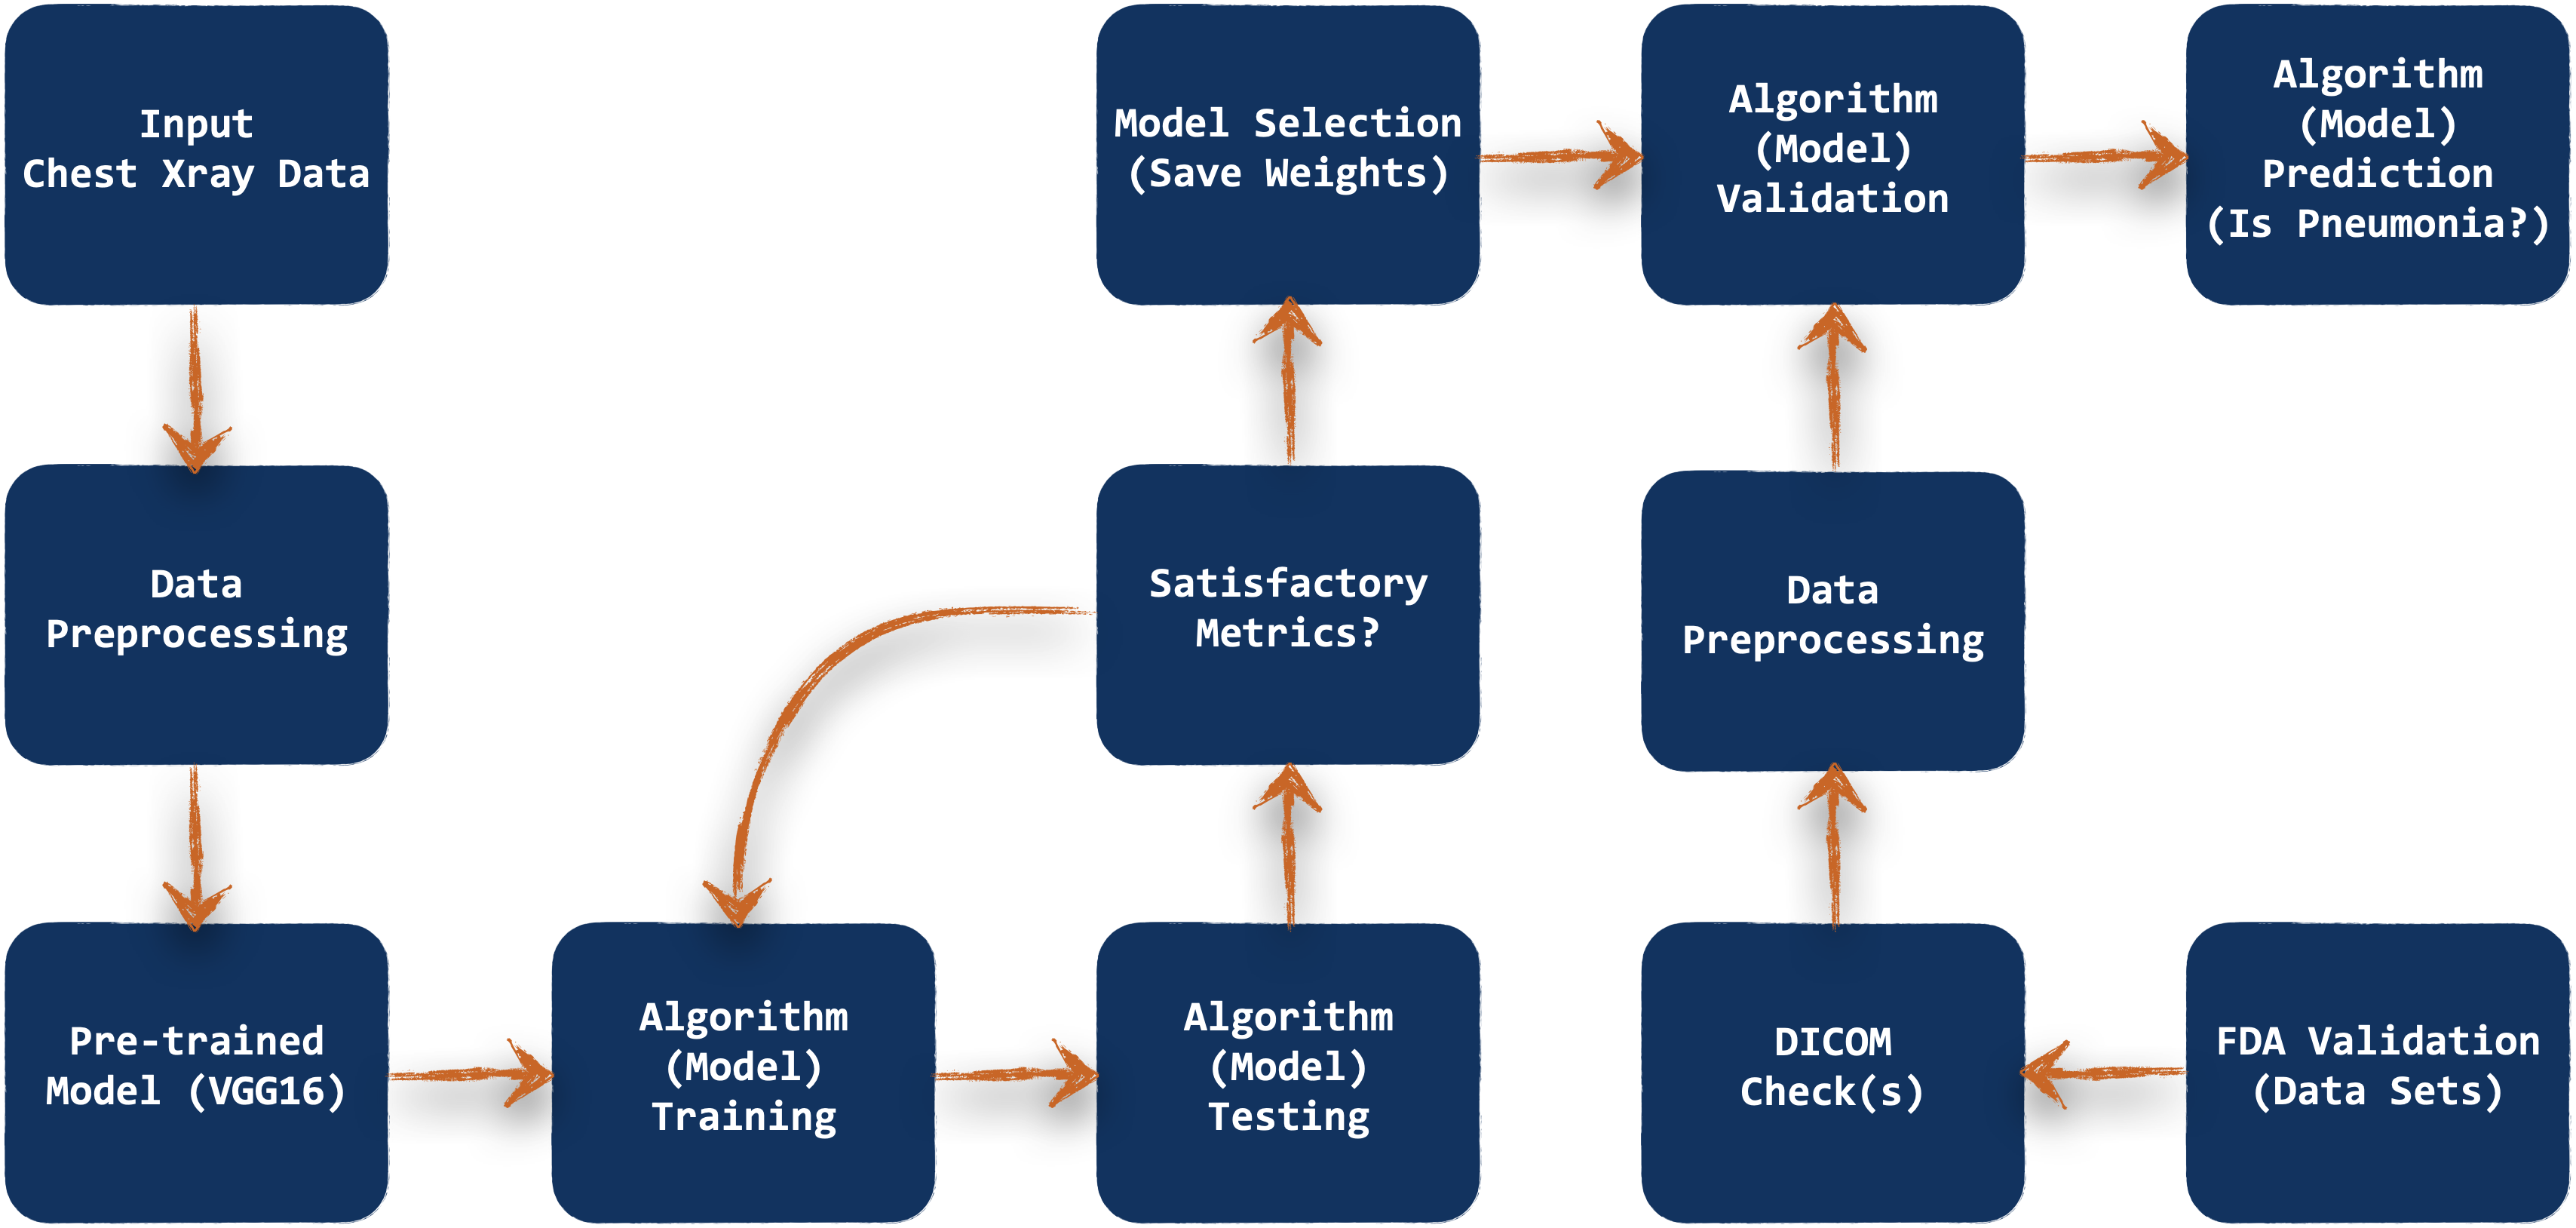 Input
Chest Xray Data
Model Selection
(Save Weights)
Algorithm
(Model)
Validation
Algorithm
(Model)
Prediction
(Is Pneumonia?)
Data
Preprocessing
Satisfactory
Metrics?
Data
Preprocessing
Pre-trained
Model (VGG16)
Algorithm
(Model)
Training
Algorithm
(Model)
Testing
DICOM
Check(s)
FDA Validation
(Data Sets)